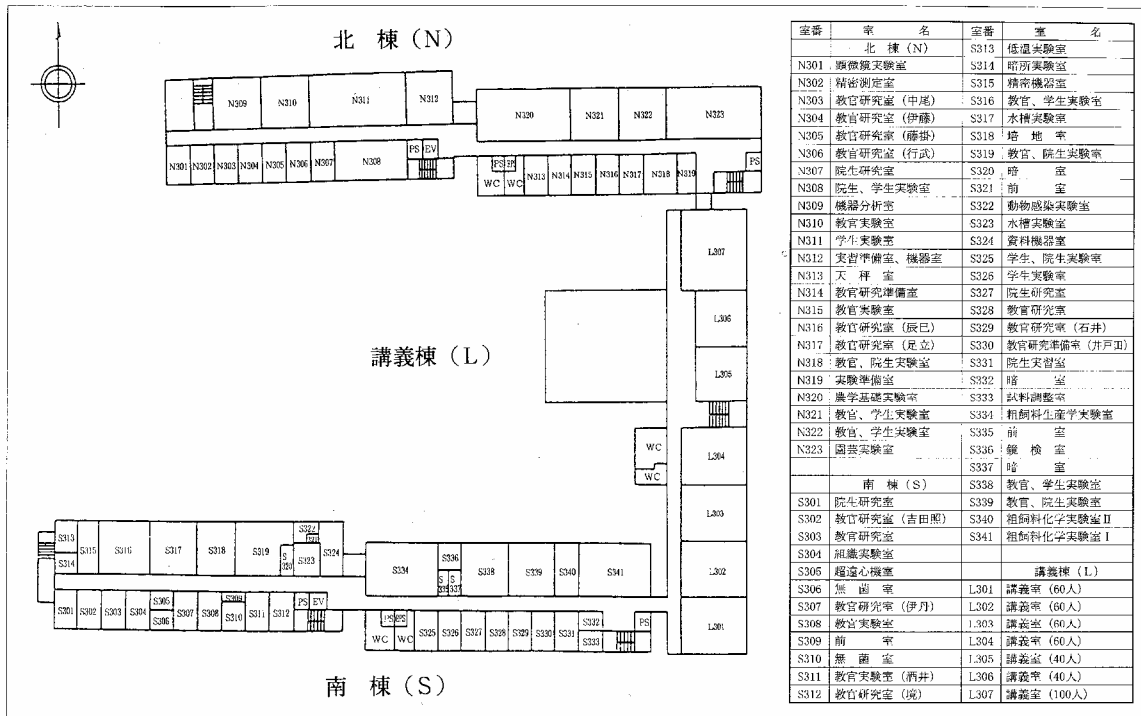 北 棟 (N)
N309 N310 N311 N312
N320 N321 N322 N323
N301 N302 N303 N304 N305 N306 N307 N308 PS EV
PS WC WC N313 N314 N315 N316 N317 N318 N319 PS
L307
L306
講義棟 (L)
L305
WC L304
WC
L303
S313 S314 S315 S316 S317 S318 S319 S320 S322 S323 S324
S334 S336 S335 S337 S338 S339 S340 S341
L302
S301 S302 S303 S304 S305 S306 S307 S308 S309 S310 S311 S312 PS EV
WC PS WC S325 S326 S327 S328 S329 S330 S331 S332 S333 PS
L301
南 棟 (S)
室番 室 名 室番 室 名
北 棟 (N) S313 低温実験室
N301 顕微鏡実験室 S314 暗所実験室
N302 精密測定室 S315 精密機器室
N303 教官研究室 (中尾) S316 教官、学生実験室
N304 教官研究室 (伊藤) S317 水槽実験室
N305 教官研究室 (藤掛) S318 培 地 室
N306 教官研究室 (行武) S319 教官、院生実験室
N307 院生研究室 S320 暗 室
N308 院生、学生実験室 S321 前 室
N309 機器分析室 S322 動物感染実験室
N310 教官実験室 S323 水槽実験室
N311 学生実験室 S324 資料機器室
N312 実習準備室、機器室 S325 学生、院生実験室
N313 天 秤 室 S326 学生実験室
N314 教官研究準備室 S327 院生研究室
N315 教官実験室 S328 教官研究室
N316 教官研究室 (辰巳) S329 教官研究室 (石井)
N317 教官研究室 (足立) S330 教官研究準備室 (井戸田)
N318 教官、院生実験室 S331 院生実習室
N319 実験準備室 S332 暗 室
N320 農学基礎実験室 S333 試料調整室
N321 教官、学生実験室 S334 粗飼料生産学実験室
N322 教官、学生実験室 S335 前 室
N323 園芸実験室 S336 鏡 検 室
S337 暗 室
南 棟 (S) S338 教官、学生実験室
S301 院生研究室 S339 教官、院生実験室
S302 教官研究室 (吉田照) S340 粗飼料化学実験室Ⅱ
S303 教官研究室 S341 粗飼料化学実験室Ⅰ
S304 組織実験室
S305 超遠心機室 講義棟 (L)
S306 無 菌 室 L301 講義室 (60人)
S307 教官研究室 (伊丹) L302 講義室 (60人)
S308 教官実験室 L303 講義室 (60人)
S309 前 室 L304 講義室 (60人)
S310 無 菌 室 L305 講義室 (40人)
S311 教官実験室 (酒井) L306 講義室 (40人)
S312 教官研究室 (境) L307 講義室 (100人)